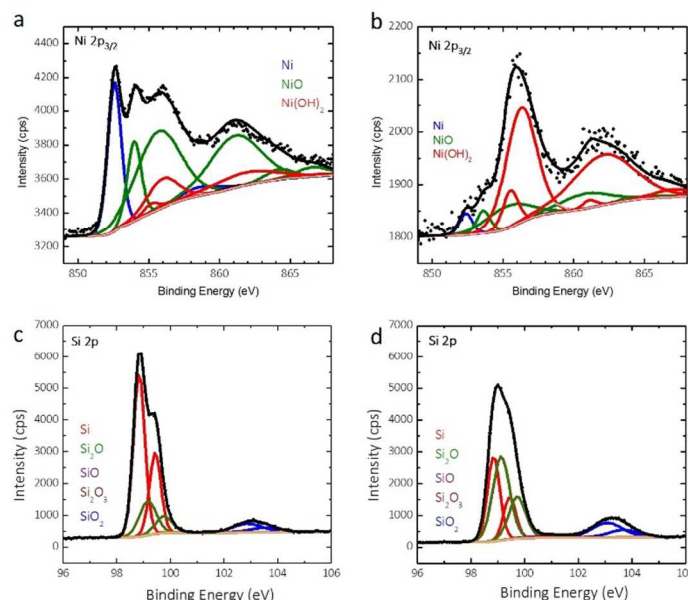 a
Ni 2p3/2
Ni
NiO
Ni(OH)2
4400
4200
4000
3800
3600
3400
3200
Intensity (cps)
850
855
860
865
Binding Energy (eV)
b
Ni 2p3/2
Ni
NiO
Ni(OH)2
2200
2100
2000
1900
1800
Intensity (cps)
850
855
860
865
Binding Energy (eV)
c
Si 2p
Si
Si2O
SiO
Si2O3
SiO2
7000
6000
5000
4000
3000
2000
1000
0
Intensity (cps)
96
98
100
102
104
106
Binding Energy (eV)
d
Si 2p
Si
Si2O
SiO
Si2O3
SiO2
7000
6000
5000
4000
3000
2000
1000
0
Intensity (cps)
96
98
100
102
104
106
Binding Energy (eV)